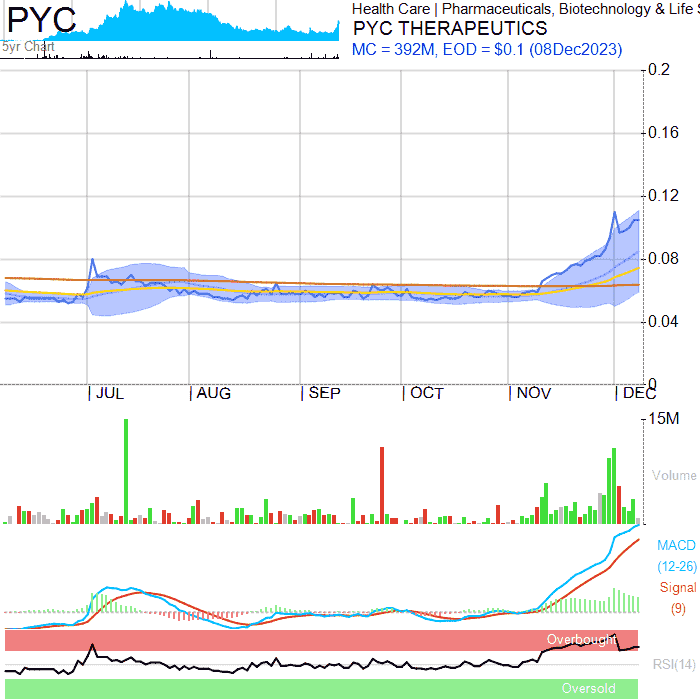 PYC
5yr Chart
Health Care | Pharmaceuticals, Biotechnology & Life S
PYC THERAPEUTICS
MC = 392M, EOD = $0.1 (08Dec2023)
0.2
0.16
0.12
0.08
0.04
0
JUL AUG SEP OCT NOV DEC
15M
Volume
MACD
(12-26)
Signal
(9)
Overbought
RSI(14)
Oversold